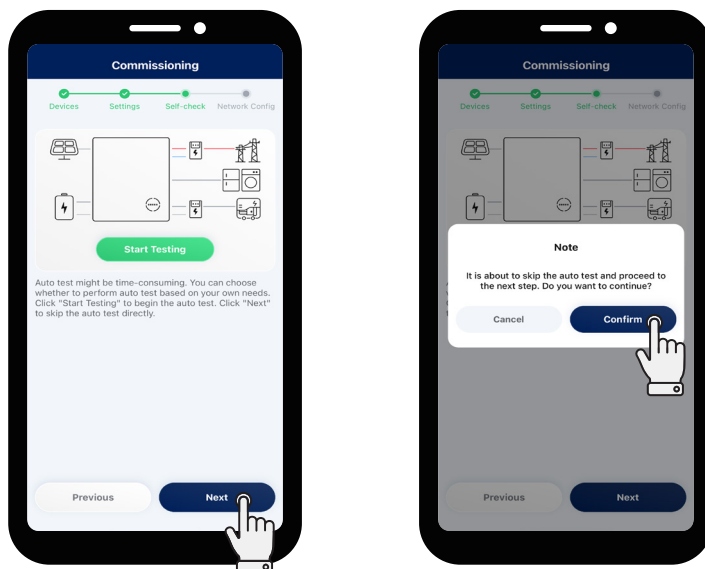 Commissioning
Devices Settings Self-check Network Config
Start Testing
Auto test might be time-consuming. You can choose
whether to perform auto test based on your own needs.
Click "Start Testing" to begin the auto test. Click "Next"
to skip the auto test directly.
Previous Next
Commissioning
Devices Settings Self-check Network Config
Note
It is about to skip the auto test and proceed to
the next step. Do you want to continue?
Cancel Confirm
Previous Next